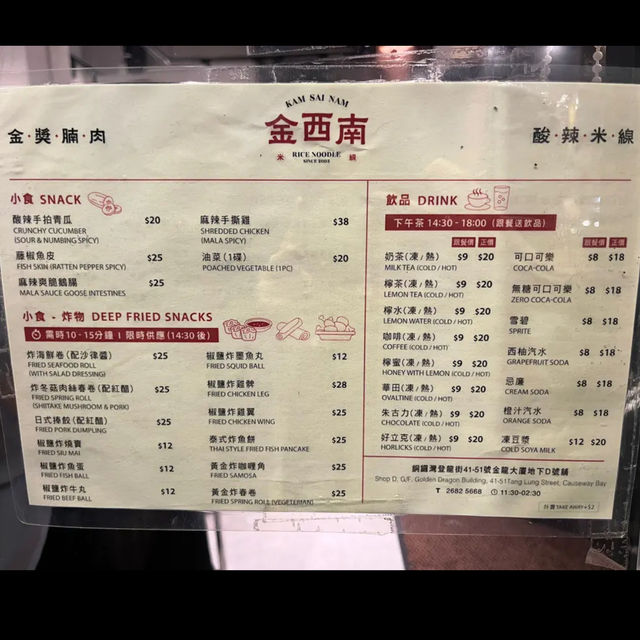 KAM SAI NAM
金西南
米 線
RICE NOODLE
SINCE 2004
金·獎·腩·肉
酸·辣·米·線
小食 SNACK
酸辣手拍青瓜 $20
CRUNCHY CUCUMBER
(SOUR & NUMBING SPICY)
藤椒魚皮 $25
FISH SKIN (RATTEN PEPPER SPICY)
麻辣爽脆鵝腸 $25
MALA SAUCE GOOSE INTESTINES
麻辣手撕雞 $38
SHREDDED CHICKEN
(MALA SPICY)
油菜 (1碟) $20
POACHED VEGETABLE (1PC)
小食 - 炸物 DEEP FRIED SNACKS
需時10 - 15分鐘 I 限時供應 (14:30 後)
炸海鮮卷 (配沙律醬) $25
FRIED SEAFOOD ROLL
(WITH SALAD DRESSING)
炸冬菇肉絲春卷 (配紅醋) $25
FRIED SPRING ROLL
(SHIITAKE MUSHROOM & PORK)
日式揍餃 (配紅醋) $25
FRIED PORK DUMPLING
椒鹽炸燒賣 $12
FRIED SIU MAI
椒鹽炸魚蛋 $12
FRIED FISH BALL
椒鹽炸牛丸 $12
FRIED BEEF BALL
椒鹽炸墨魚丸 $12
FRIED SQUID BALL
椒鹽炸雞髀 $28
FRIED CHICKEN LEG
椒鹽炸雞翼 $25
FRIED CHICKEN WING
泰式炸魚餅 $25
THAI STYLE FRIED FISH PANCAKE
黃金炸咖喱角 $25
FRIED SAMOSA
黃金炸春卷 $25
FRIED SPRING ROLL (VEGETERIAN)
飲品 DRINK
下午茶 14:30 - 18:00 (跟餐送飲品)
跟餐價 正價
奶茶 (凍 / 熱) $9 $20
MILK TEA (COLD / HOT)
檸茶 (凍 / 熱) $9 $20
LEMON TEA (COLD / HOT)
檸水 (凍 / 熱) $9 $20
LEMON WATER (COLD / HOT)
咖啡 (凍 / 熱) $9 $20
COFFEE (COLD / HOT)
檸蜜 (凍 / 熱) $9 $20
HONEY WITH LEMON (COLD / HOT)
華田 (凍 / 熱) $9 $20
OVALTINE (COLD / HOT)
朱古力 (凍 / 熱) $9 $20
CHOCOLATE (COLD / HOT)
好立克 (凍 / 熱) $9 $20
HORLICKS (COLD / HOT)
跟餐價 正價
可口可樂 $8 $18
COCA-COLA
無糖可口可樂 $8 $18
ZERO COCA-COLA
雪碧 $8 $18
SPRITE
西柚汽水 $8 $18
GRAPEFRUIT SODA
忌廉 $8 $18
CREAM SODA
橙汁汽水 $8 $18
ORANGE SODA
凍豆漿 $12 $20
COLD SOYA MILK
銅鑼灣登龍街41-51號金龍大廈地下D號舖
Shop D, G/F, Golden Dragon Building, 41-51Tang Lung Street, Causeway Bay
2682 5668 11:30-02:30
外賣 TAKE AWAY +$2